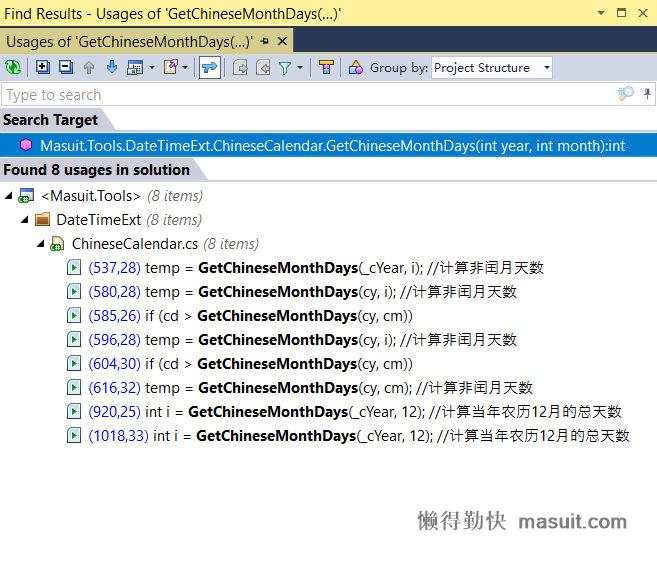 Find Results - Usages of 'GetChineseMonthDays(...)'
Usages of 'GetChineseMonthDays(...)'
Group by: Project Structure
Type to search
Search Target
Masuit.Tools.DateTimeExt.ChineseCalendar.GetChineseMonthDays(int year, int month):int
Found 8 usages in solution
<Masuit.Tools> (8 items)
DateTimeExt (8 items)
ChineseCalendar.cs (8 items)
(537,28) temp = GetChineseMonthDays(_cYear, i); //计算非闰月天数
(580,28) temp = GetChineseMonthDays(cy, i); //计算非闰月天数
(585,26) if (cd > GetChineseMonthDays(cy, cm))
(596,28) temp = GetChineseMonthDays(cy, i); //计算非闰月天数
(604,30) if (cd > GetChineseMonthDays(cy, cm))
(616,32) temp = GetChineseMonthDays(cy, cm); //计算非闰月天数
(920,25) int i = GetChineseMonthDays(_cYear, 12); //计算当年农历12月的总天数
(1018,33) int i = GetChineseMonthDays(_cYear, 12); //计算当年农历12月的总天数
懒得勤快 masuit.com